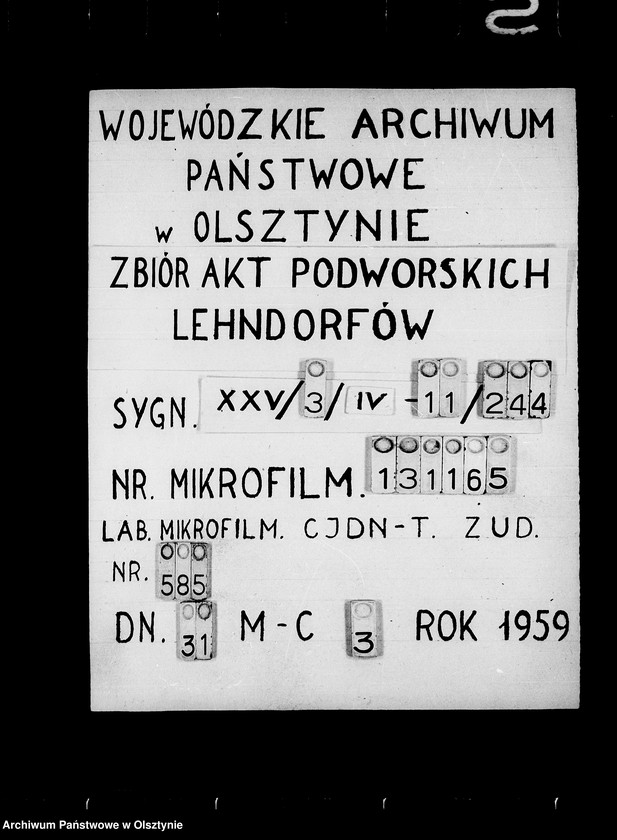 WOJEWÓDZKIE ARCHIWUM
PAŃSTWOWE
w OLSZTYNIE
ZBIÓR AKT PODWORSKICH
LEHNDORFÓW
SYGN. XXV/3/IV-11/244
NR. MIKROFILM. 131165
LAB. MIKROFILM. CJDN-T. ZUD.
NR. 585
DN. 31 M-C 3 ROK 1959
Archiwum Państwowe w Olsztynie